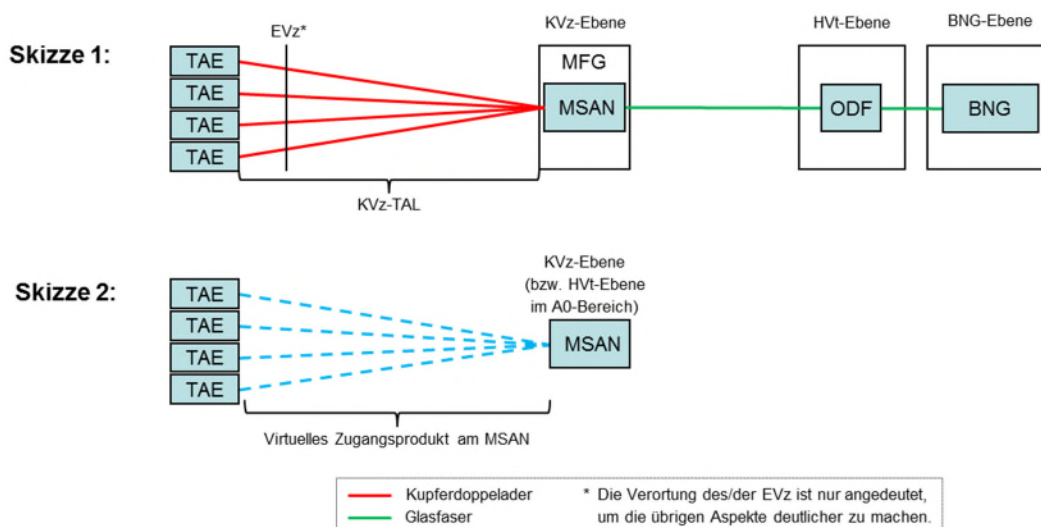 Skizze 1:
TAE
TAE
TAE
TAE
EVz*
KVz-TAL
KVz-Ebene
MFG
MSAN
HVt-Ebene
ODF
BNG-Ebene
BNG
Skizze 2:
TAE
TAE
TAE
TAE
KVz-Ebene
(bzw. HVt-Ebene
im A0-Bereich)
MSAN
Virtuelles Zugangsprodukt am MSAN
Kupferdoppelader
Glasfaser
* Die Verortung des/der EVz ist nur angedeutet,
um die übrigen Aspekte deutlicher zu machen.